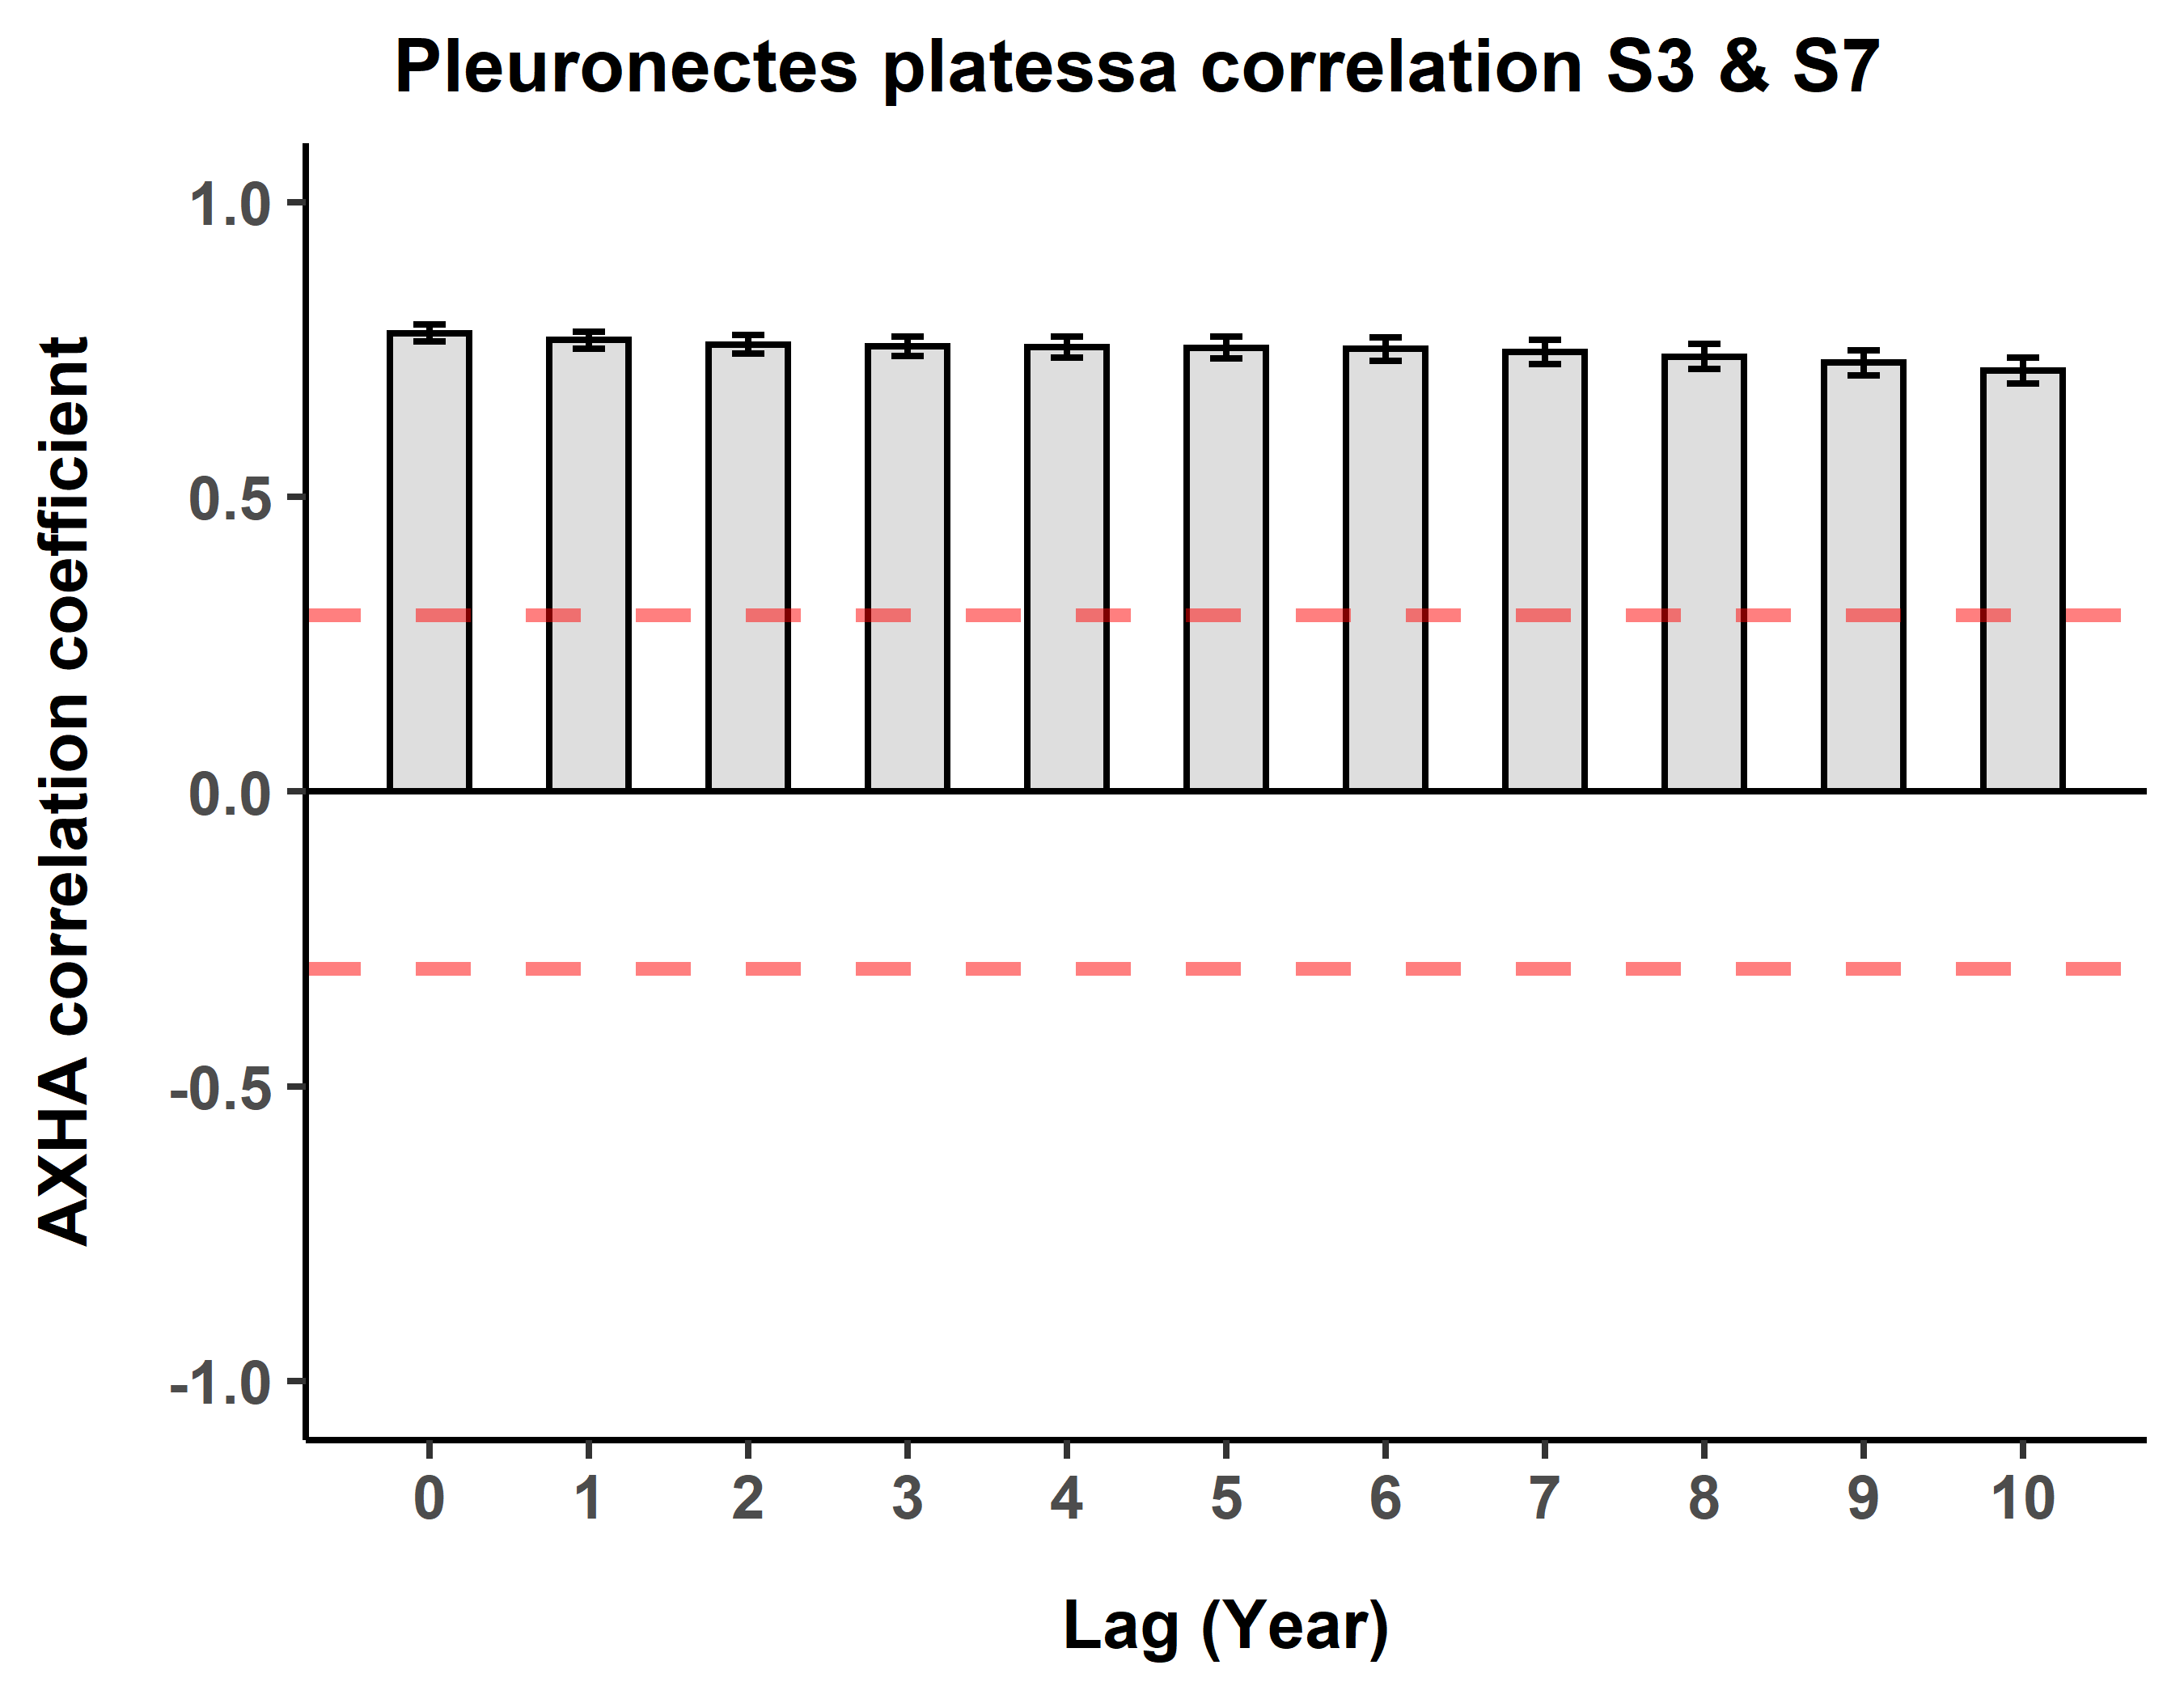 Pleuronectes platessa correlation S3 & S7
AXHA correlation coefficient
1.0
0.5
0.0
-0.5
-1.0
0 1 2 3 4 5 6 7 8 9 10
Lag (Year)